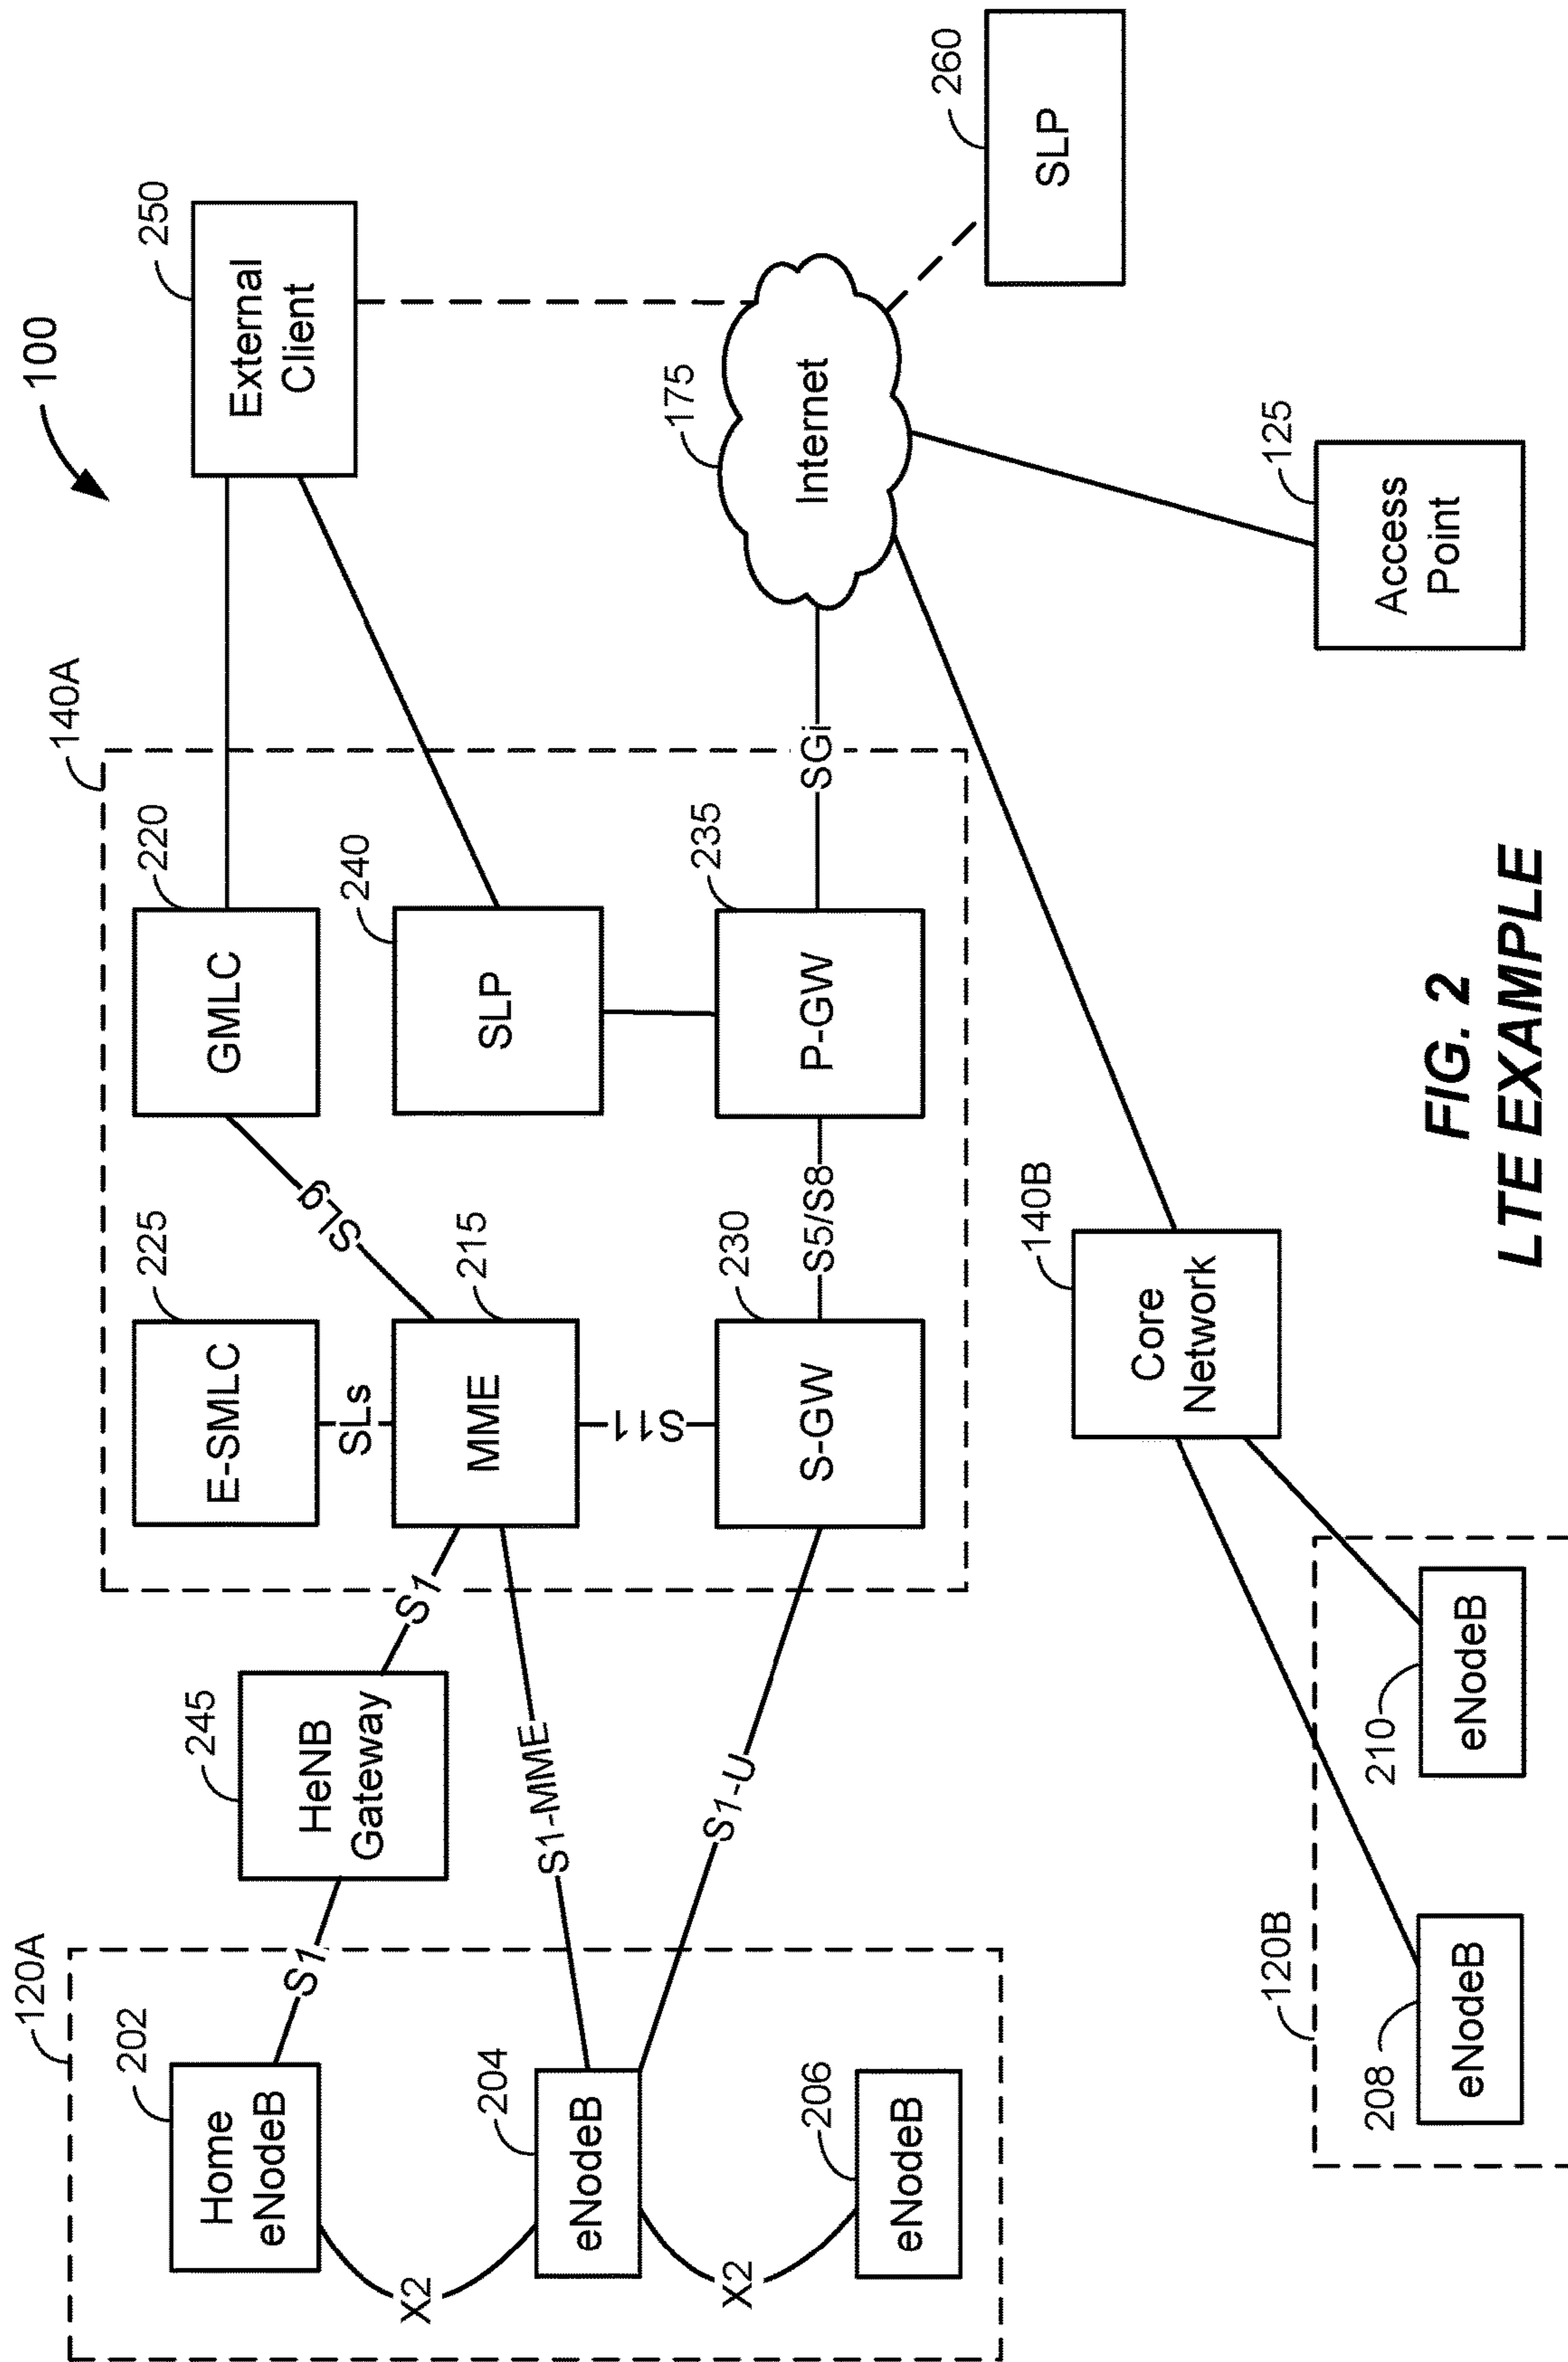 100
120A
202
Home
eNodeB
S1
245
HeNB
Gateway
S1
140A
225
E-SMLC
SLs
220
GMLC
SLg
250
External
Client
X2
204
eNodeB
S1-MME
215
MME
240
SLP
S11
X2
206
eNodeB
S1-U
230
S-GW
S5/S8
235
P-GW
SGi
175
Internet
260
SLP
120B
208
eNodeB
210
eNodeB
140B
Core
Network
125
Access
Point
FIG. 2
LTE EXAMPLE